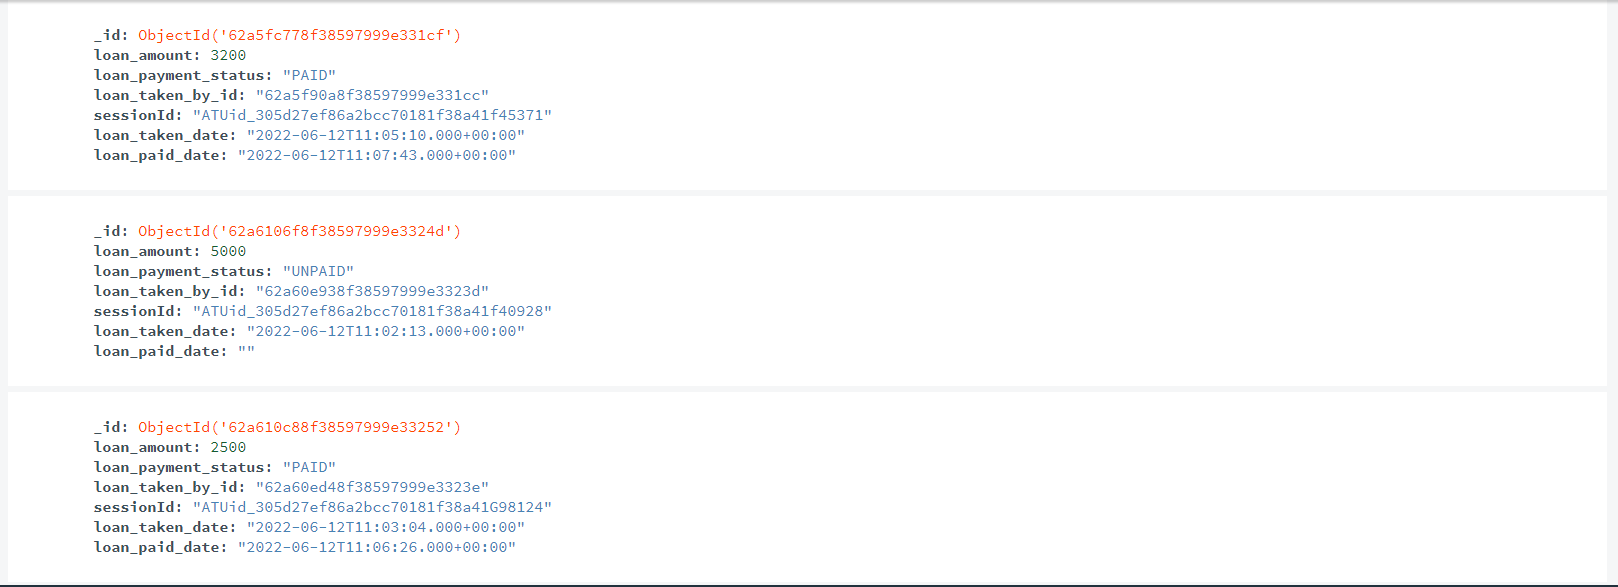 _id: ObjectId('62a5fc778f38597999e331cf')
loan_amount: 3200
loan_payment_status: "PAID"
loan_taken_by_id: "62a5f90a8f38597999e331cc"
sessionId: "ATUid_305d27ef86a2bcc70181f38a41f45371"
loan_taken_date: "2022-06-12T11:05:10.000+00:00"
loan_paid_date: "2022-06-12T11:07:43.000+00:00"
_id: ObjectId('62a6106f8f38597999e3324d')
loan_amount: 5000
loan_payment_status: "UNPAID"
loan_taken_by_id: "62a60e938f38597999e3323d"
sessionId: "ATUid_305d27ef86a2bcc70181f38a41f40928"
loan_taken_date: "2022-06-12T11:02:13.000+00:00"
loan_paid_date: ""
_id: ObjectId('62a610c88f38597999e33252')
loan_amount: 2500
loan_payment_status: "PAID"
loan_taken_by_id: "62a60ed48f38597999e3323e"
sessionId: "ATUid_305d27ef86a2bcc70181f38a41G98124"
loan_taken_date: "2022-06-12T11:03:04.000+00:00"
loan_paid_date: "2022-06-12T11:06:26.000+00:00"